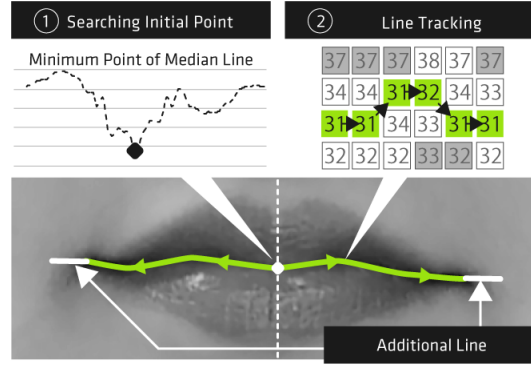 1 Searching Initial Point
Minimum Point of Median Line
2 Line Tracking
37 37 37 38 37 37
34 34 31 32 34 33
31 31 34 33 31 31
32 32 32 33 32 32
Additional Line